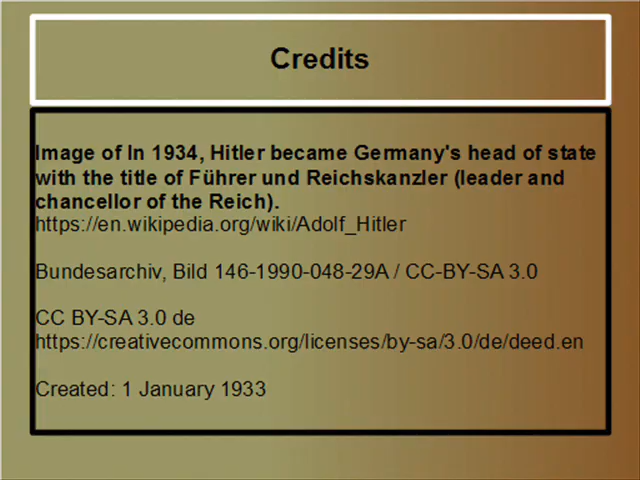 Credits
Image of In 1934, Hitler became Germany's head of state
with the title of Führer und Reichskanzler (leader and
chancellor of the Reich).
https://en.wikipedia.org/wiki/Adolf_Hitler
Bundesarchiv, Bild 146-1990-048-29A / CC-BY-SA 3.0
CC BY-SA 3.0 de
https://creativecommons.org/licenses/by-sa/3.0/de/deed.en
Created: 1 January 1933